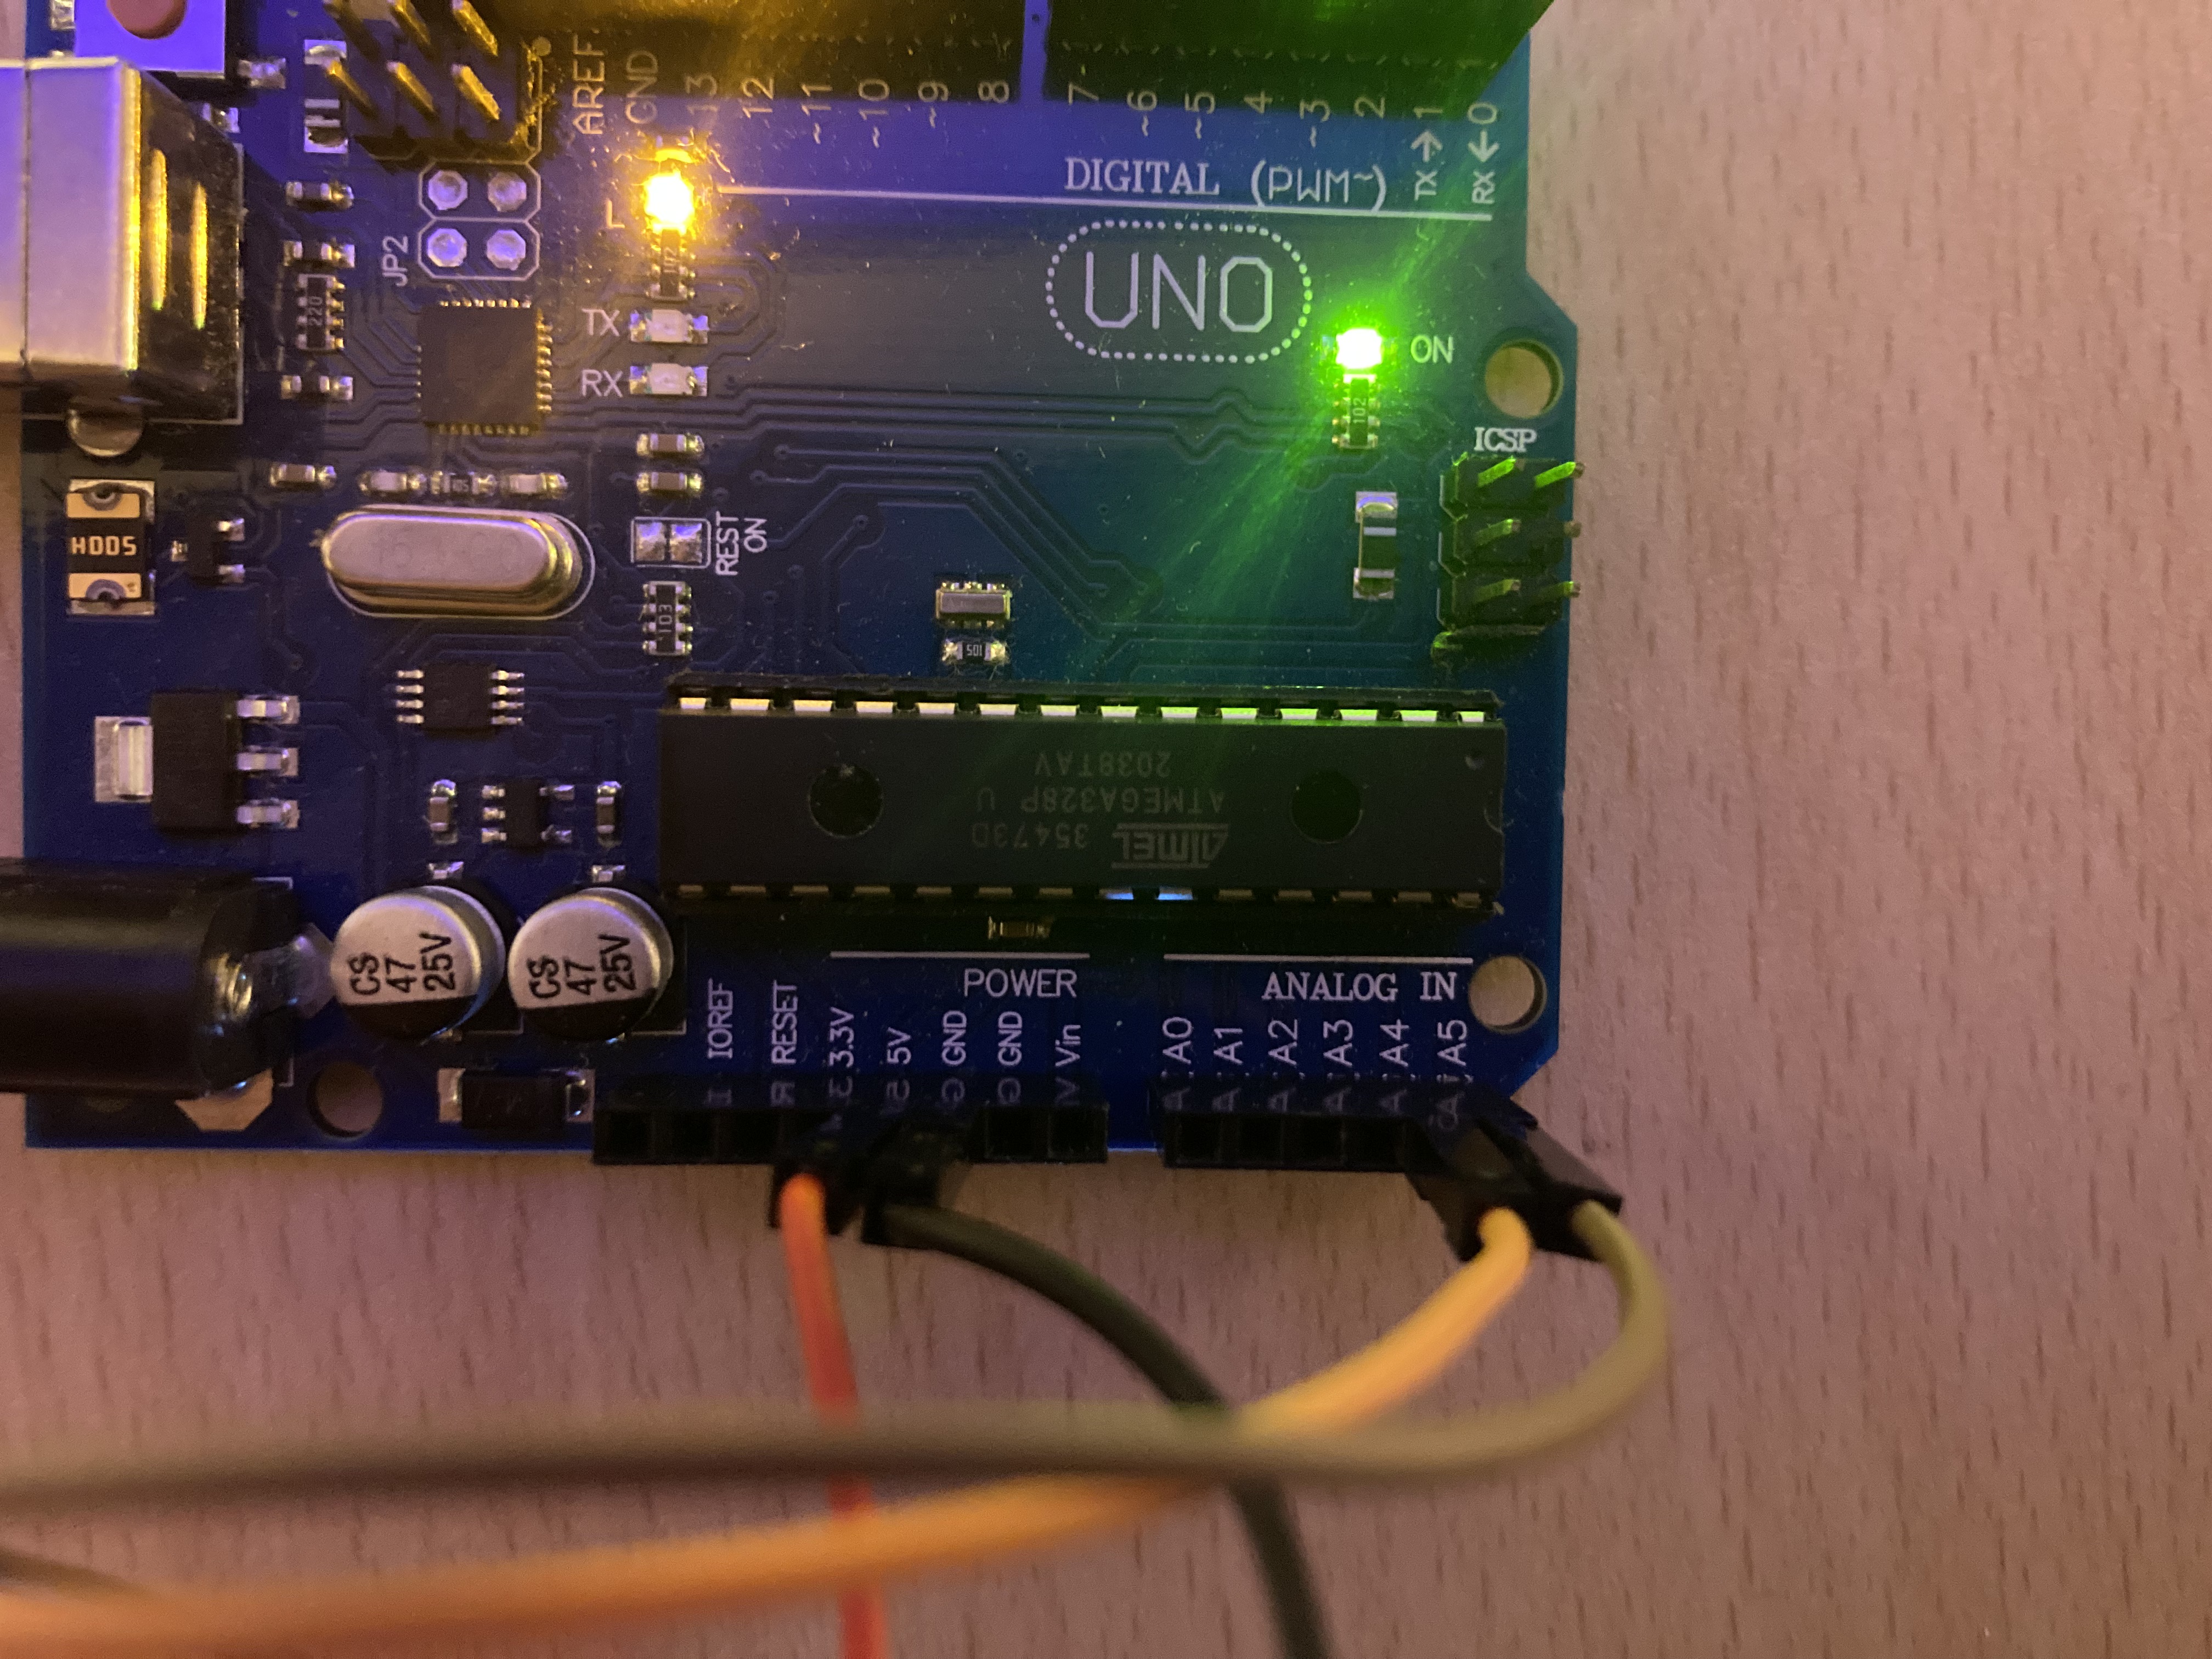 AREF
GND
13
12
~11
~10
~9
8
7
~6
~5
4
~3
2
TX→1
RX←0
DIGITAL (PWM~)
L
UNO
JP2
220
102
TX
RX
ON
102
ICSP
REST
ON
103
501
ATMEL 35473D
ATMEGA328P U
2038TAV
CS
47
25V
CS
47
25V
POWER
ANALOG IN
IOREF
RESET
3.3V
5V
GND
GND
Vin
A0
A1
A2
A3
A4
A5